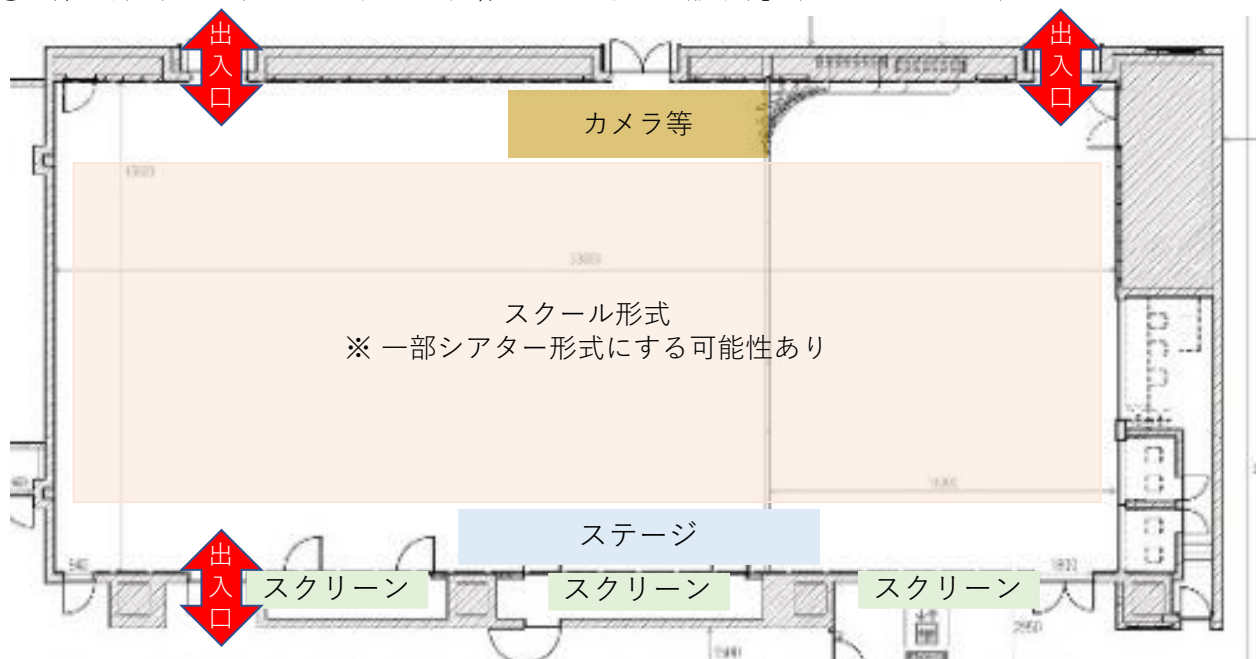 出入口
出入口
カメラ等
スクール形式
※ 一部シアター形式にする可能性あり
ステージ
出入口
スクリーン
スクリーン
スクリーン